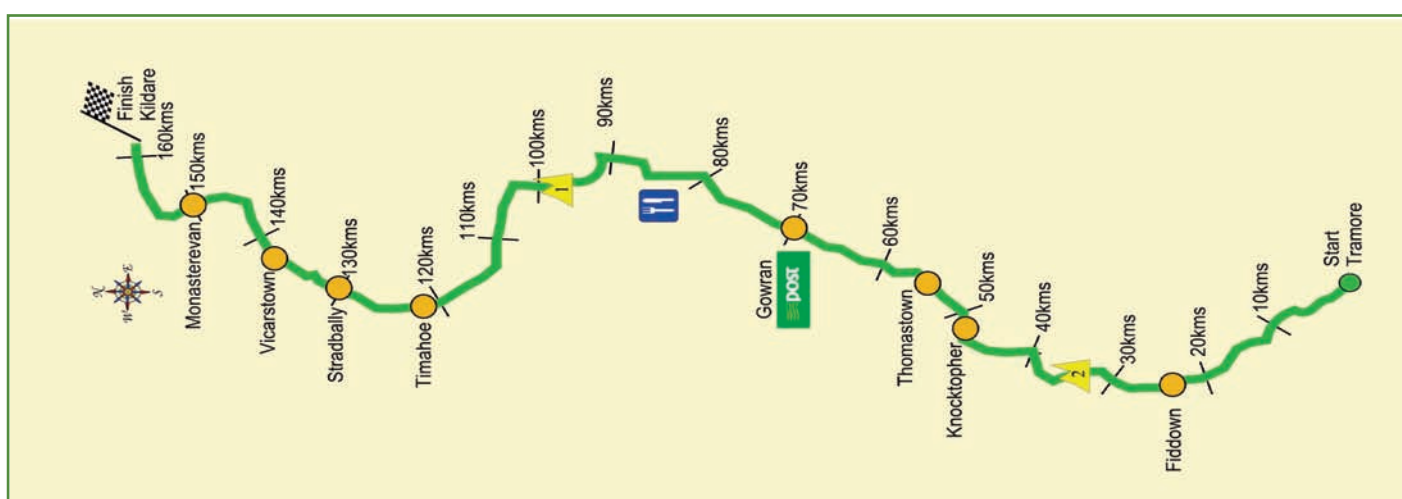 Finish
Kildare
160kms
150kms
Monasterevan
140kms
Vicarstown
130kms
Stradbally
120kms
Timahoe
110kms
100kms
1
90kms
80kms
70kms
Gowran
post
60kms
Thomastown
50kms
Knocktopher
40kms
2
30kms
Fiddown
20kms
10kms
Start
Tramore
N
E
S
W